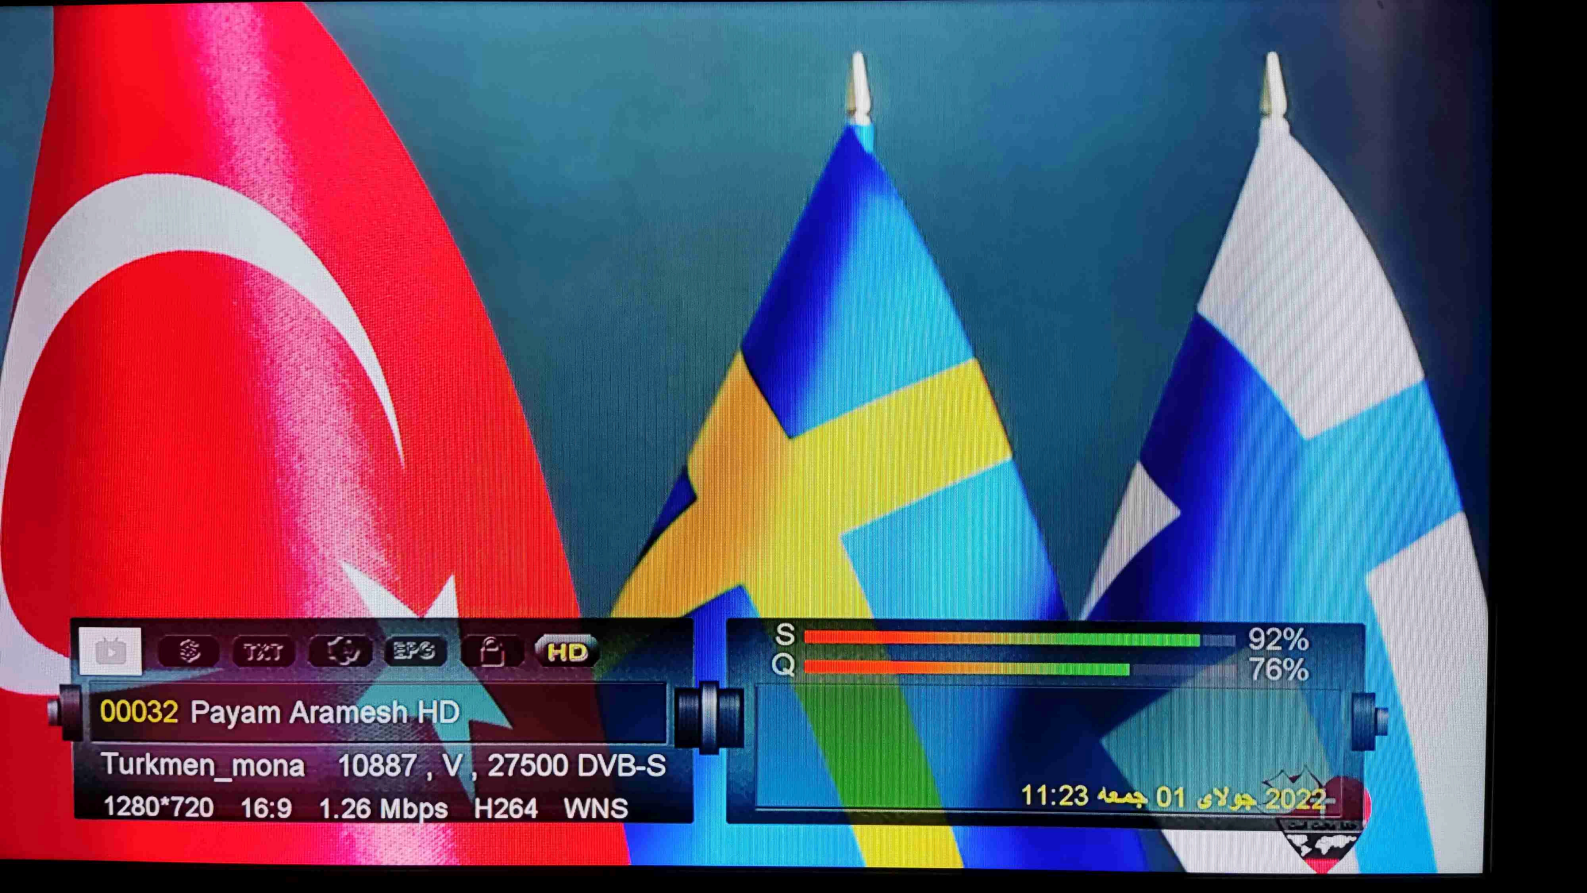 TXT EPG HD
00032 Payam Aramesh HD
Turkmen_mona 10887 , V , 27500 DVB-S
1280*720 16:9 1.26 Mbps H264 WNS
S 92%
Q 76%
2022 جولای 01 جمعه 11:23